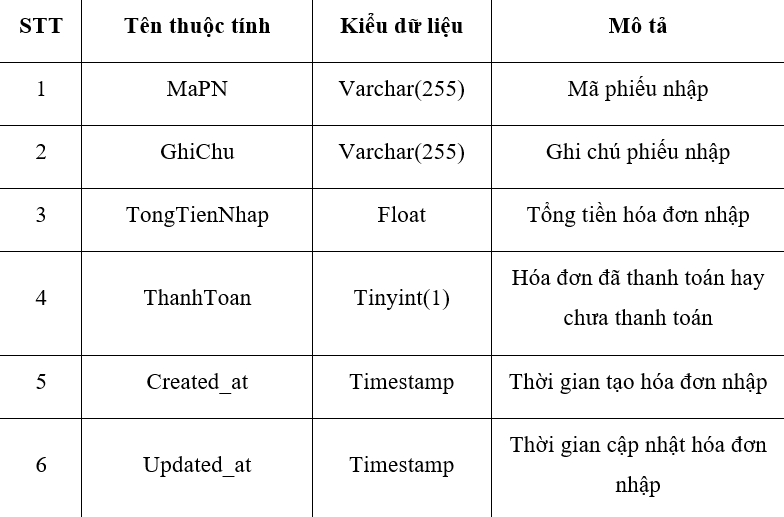 STT Tên thuộc tính Kiểu dữ liệu Mô tả
1 MaPN Varchar(255) Mã phiếu nhập
2 GhiChu Varchar(255) Ghi chú phiếu nhập
3 TongTienNhap Float Tổng tiền hóa đơn nhập
4 ThanhToan Tinyint(1) Hóa đơn đã thanh toán hay
chưa thanh toán
5 Created_at Timestamp Thời gian tạo hóa đơn nhập
6 Updated_at Timestamp Thời gian cập nhật hóa đơn
nhập